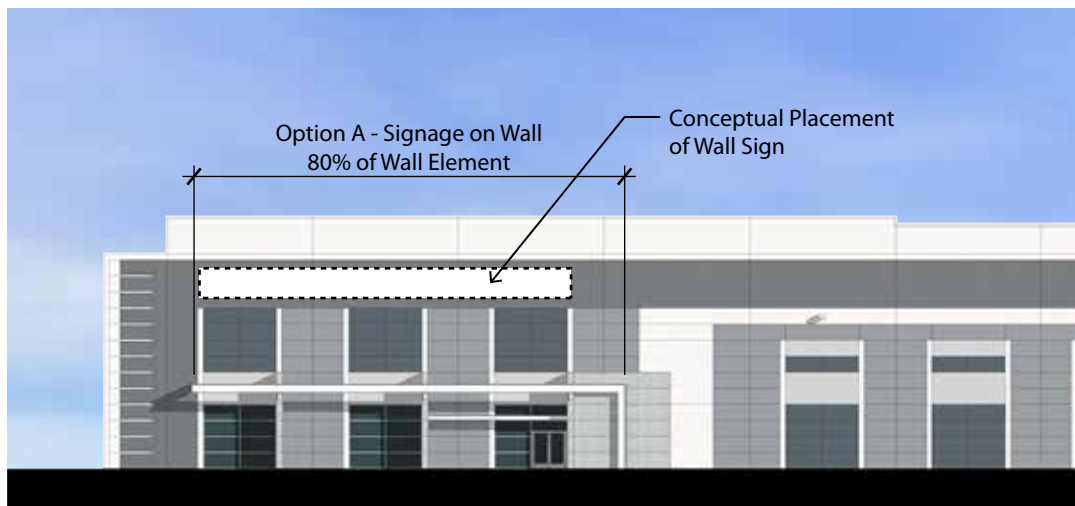 Option A - Signage on Wall
80% of Wall Element
Conceptual Placement
of Wall Sign